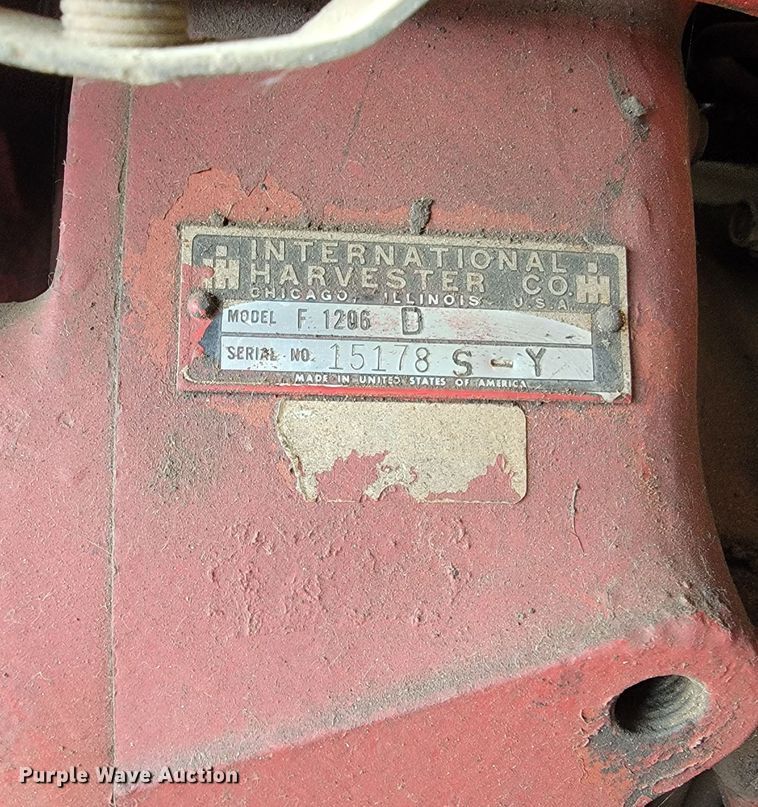 INTERNATIONAL
HARVESTER CO.
CHICAGO, ILLINOIS, U.S.A.
MODEL F 1206 D
SERIAL NO. 15178 S-Y
MADE IN UNITED STATES OF AMERICA
Purple Wave Auction